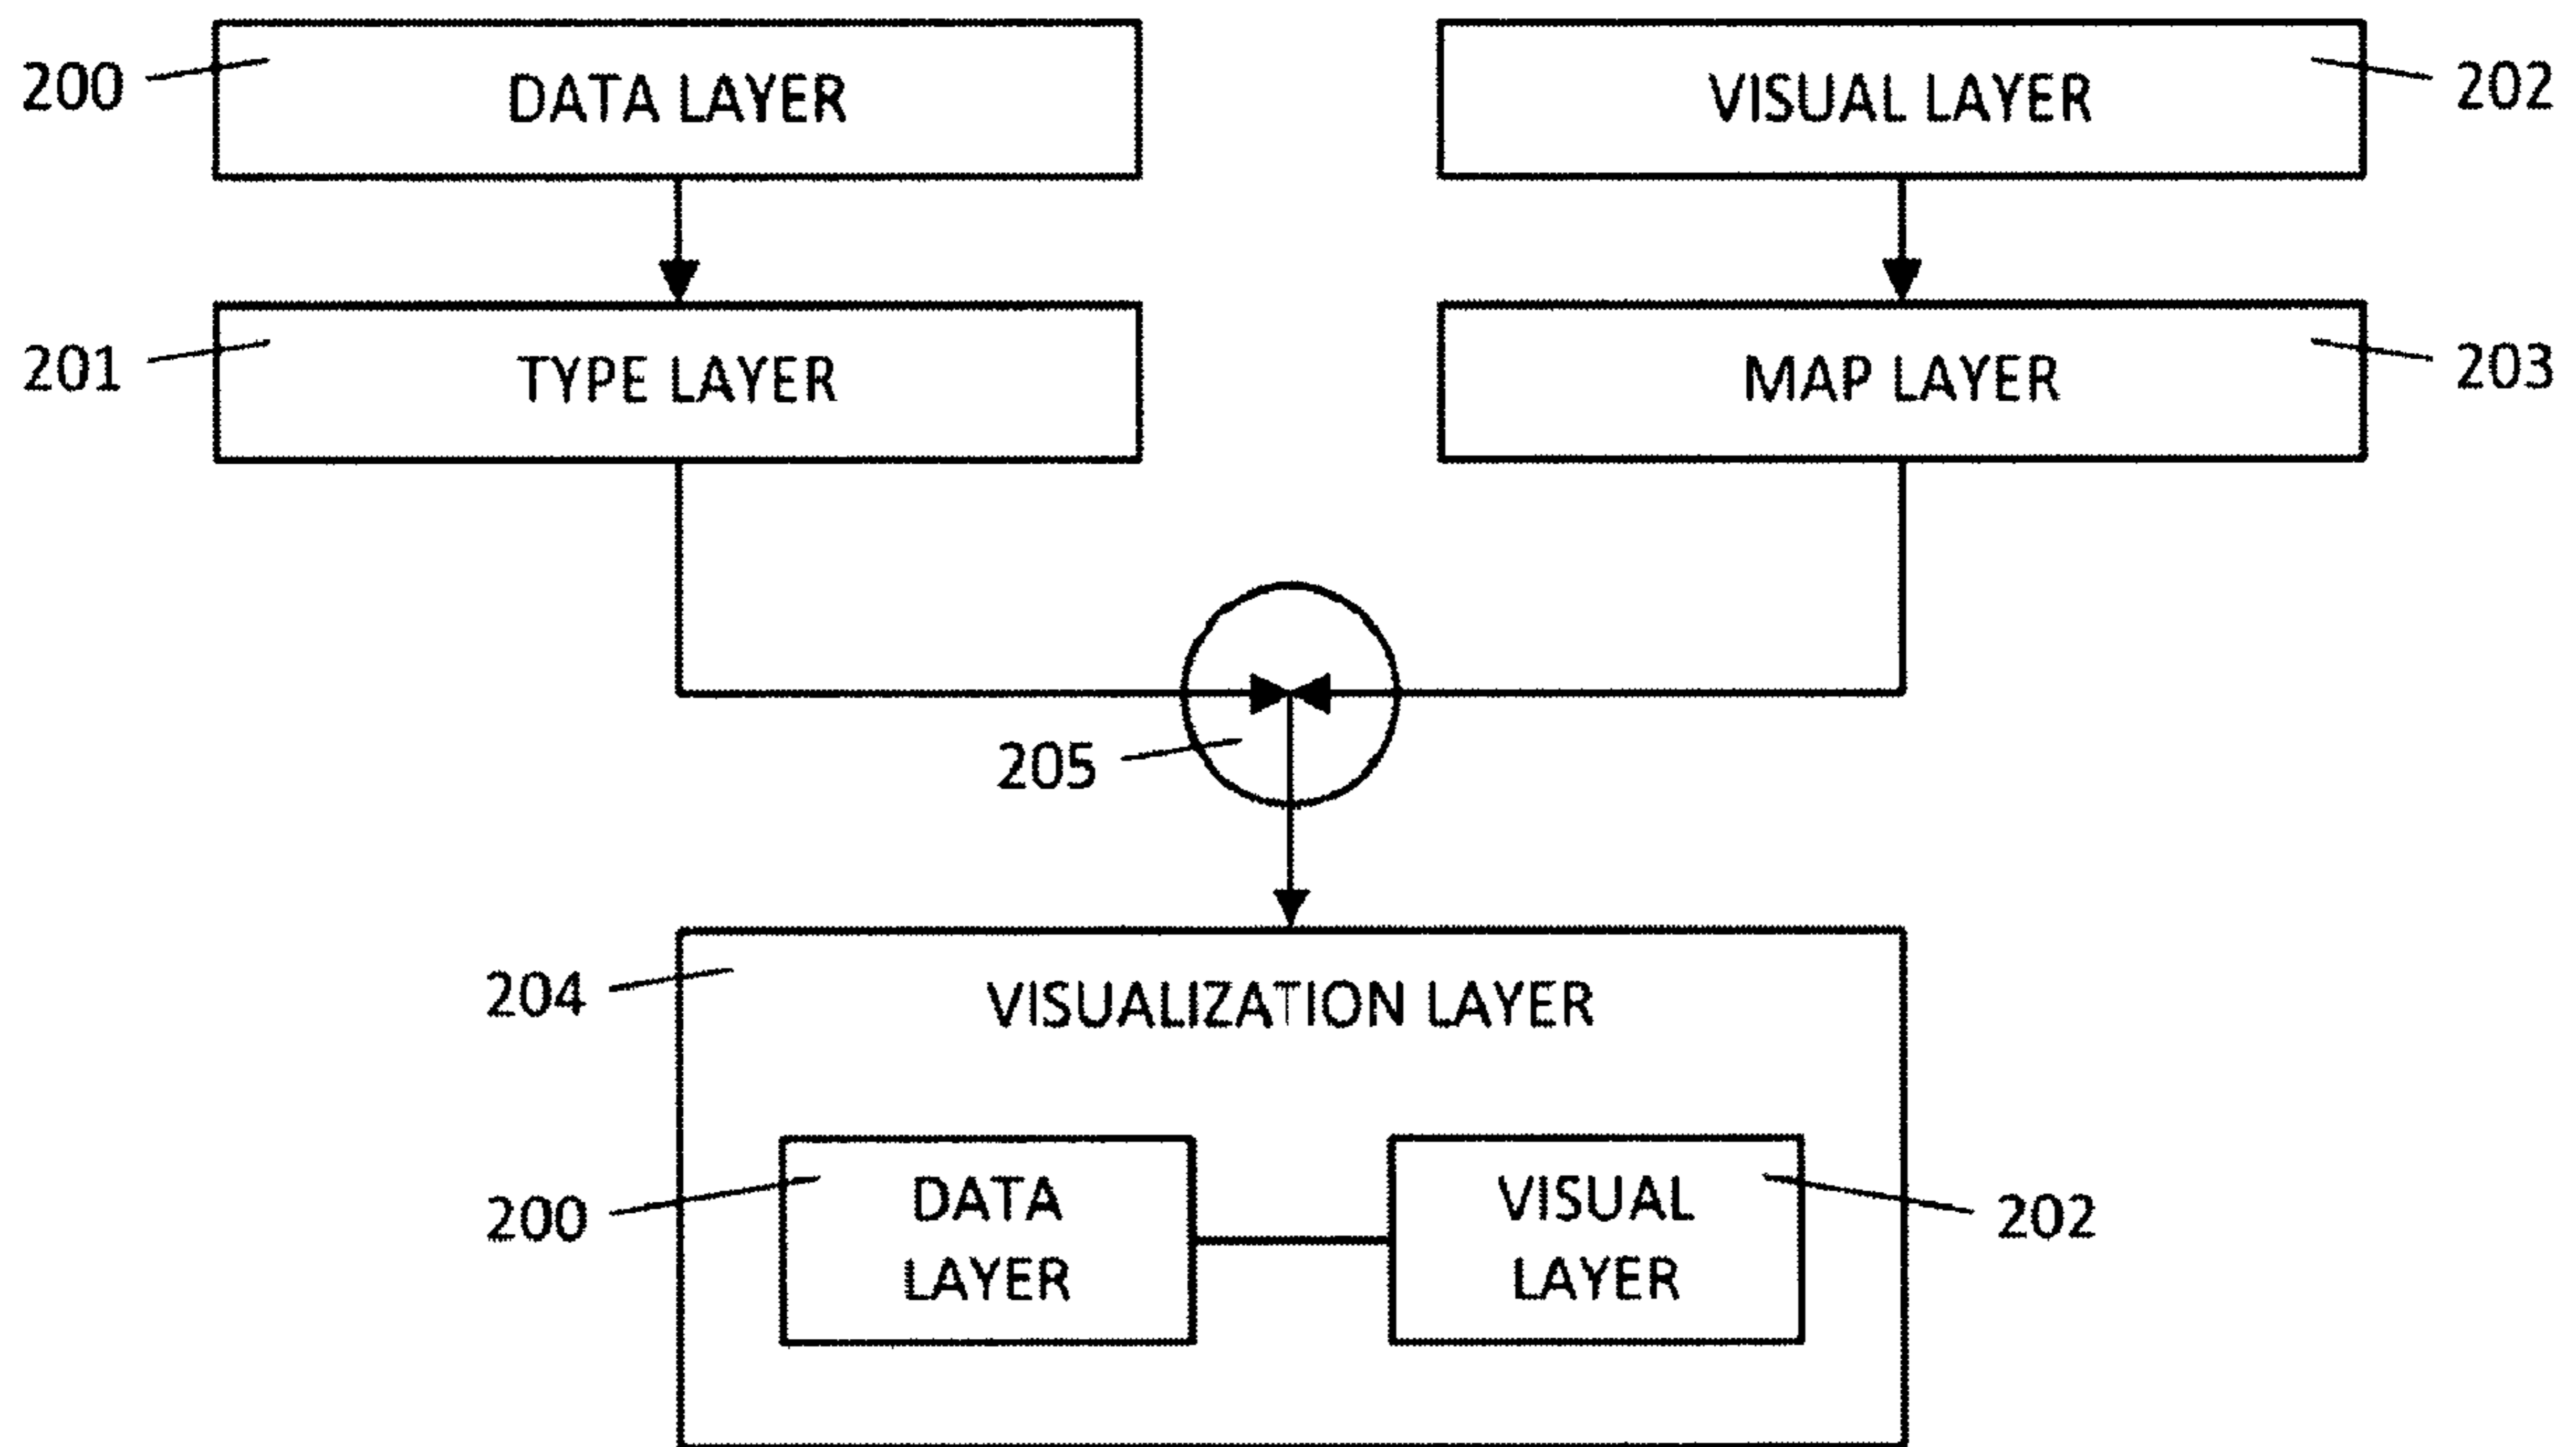 200 DATA LAYER VISUAL LAYER 202
201 TYPE LAYER MAP LAYER 203
205
204 VISUALIZATION LAYER
200 DATA LAYER VISUAL LAYER 202